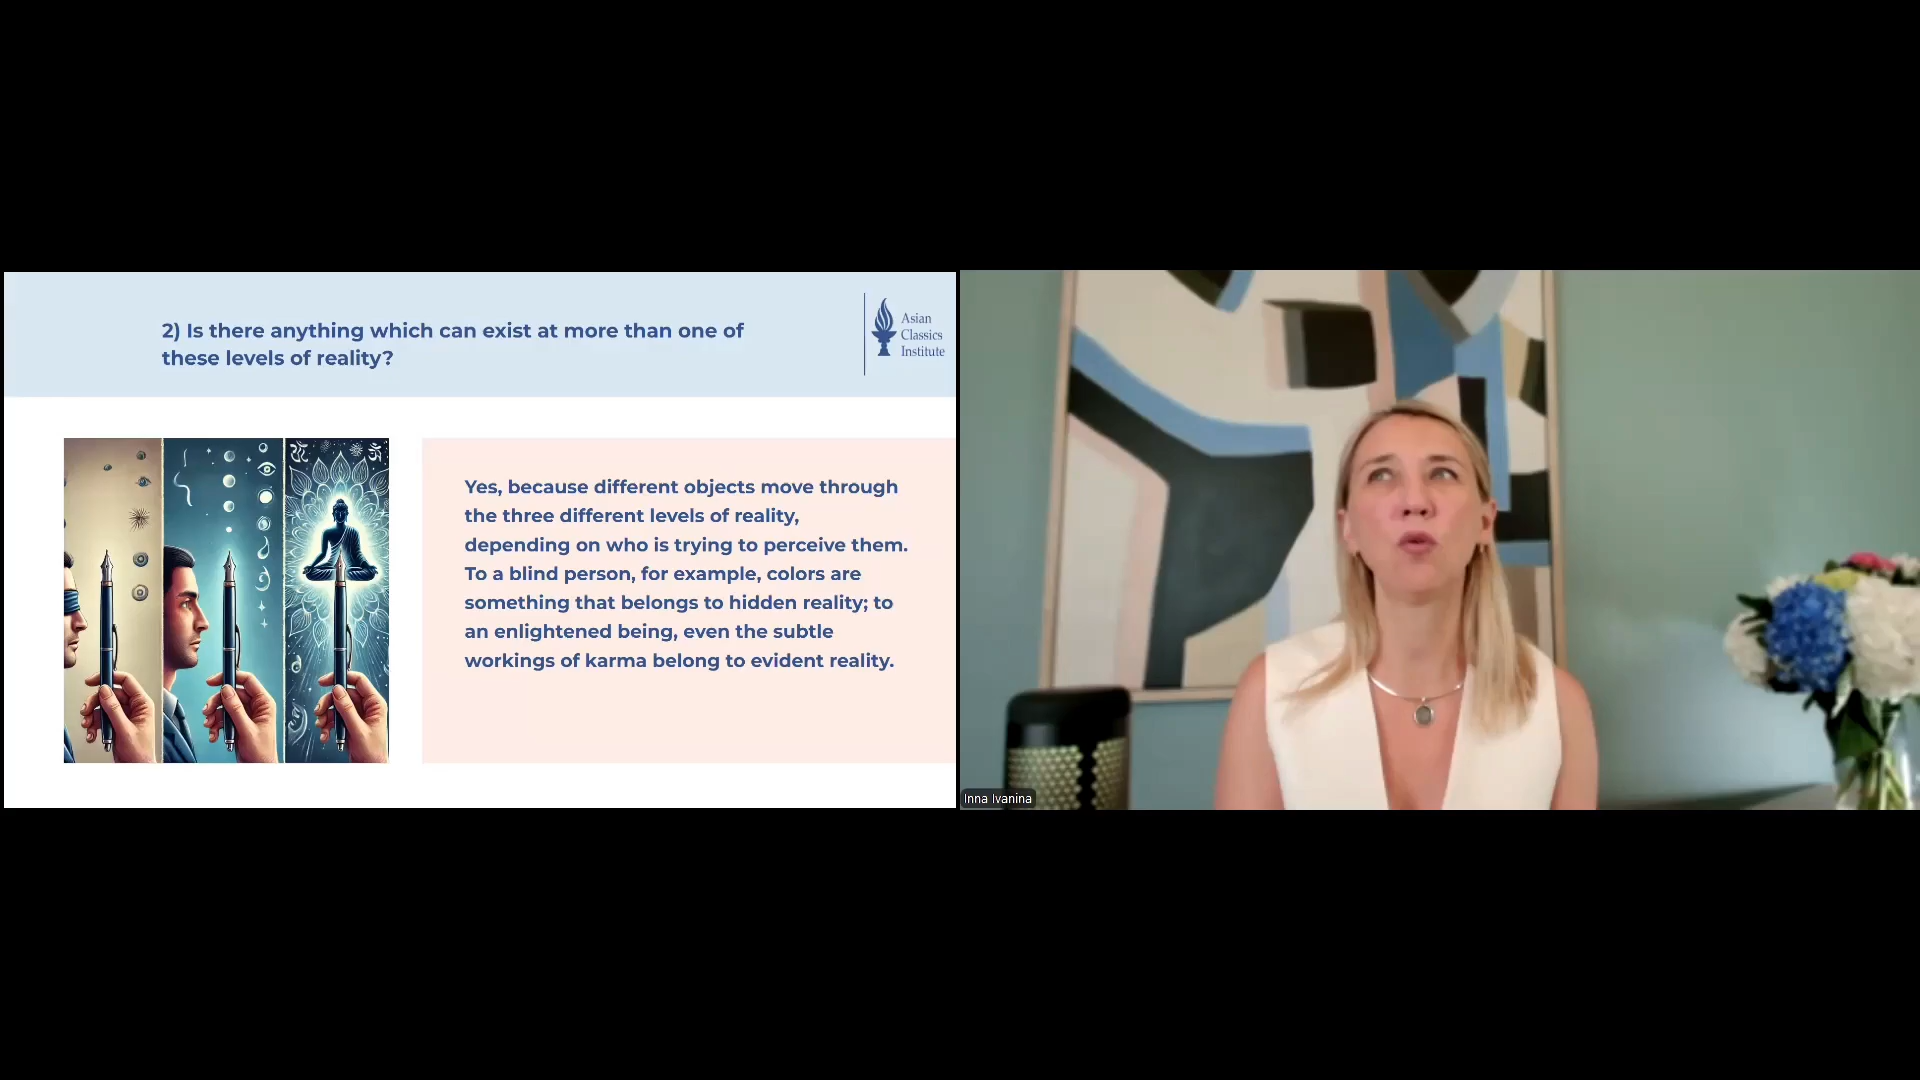 2) Is there anything which can exist at more than one of
these levels of reality?
Asian
Classics
Institute
Yes, because different objects move through
the three different levels of reality,
depending on who is trying to perceive them.
To a blind person, for example, colors are
something that belongs to hidden reality; to
an enlightened being, even the subtle
workings of karma belong to evident reality.
Inna Ivanina